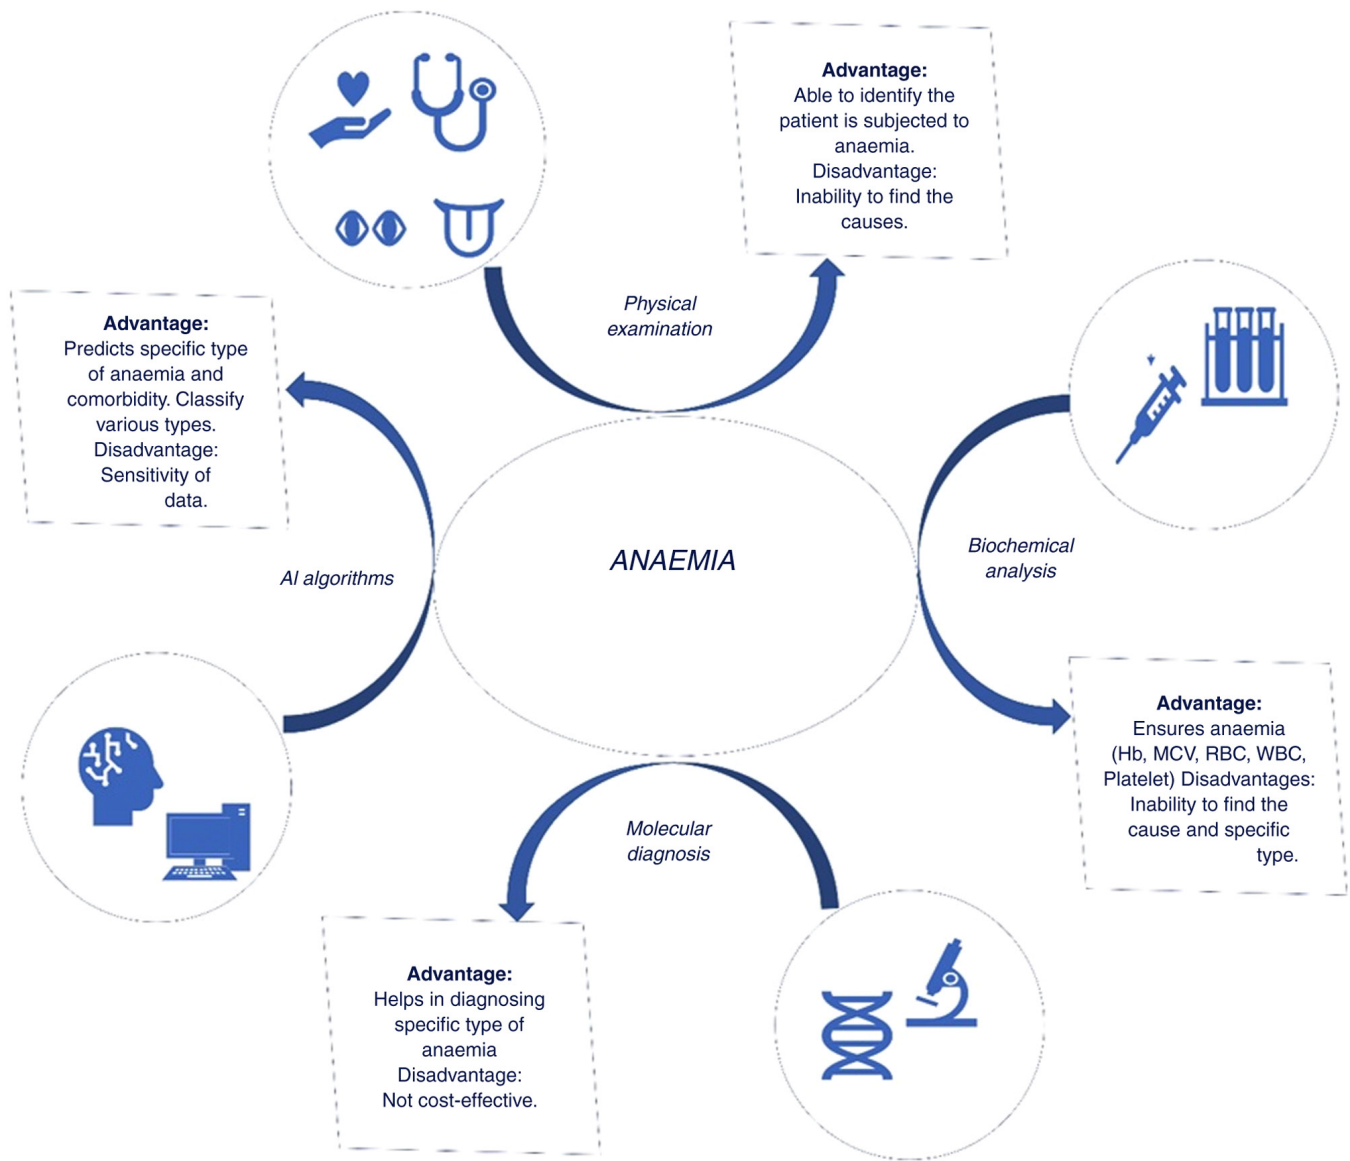 Advantage:
Able to identify the
patient is subjected to
anaemia.
Disadvantage:
Inability to find the
causes.
Physical
examination
Advantage:
Predicts specific type
of anaemia and
comorbidity. Classify
various types.
Disadvantage:
Sensitivity of
data.
AI algorithms
ANAEMIA
Biochemical
analysis
Advantage:
Ensures anaemia
(Hb, MCV, RBC, WBC,
Platelet) Disadvantages:
Inability to find the
cause and specific
type.
Molecular
diagnosis
Advantage:
Helps in diagnosing
specific type of
anaemia
Disadvantage:
Not cost-effective.